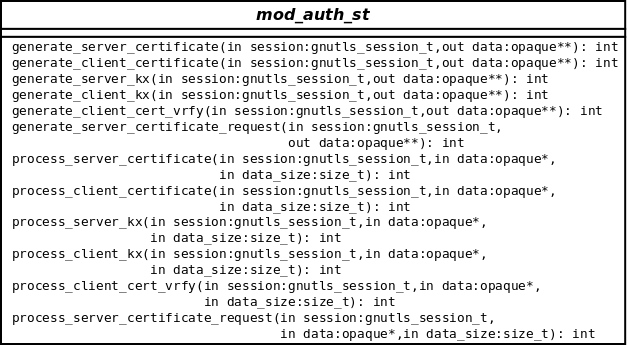 mod_auth_st
generate_server_certificate(in session:gnutls_session_t,out data:opaque**): int
generate_client_certificate(in session:gnutls_session_t,out data:opaque**): int
generate_server_kx(in session:gnutls_session_t,out data:opaque**): int
generate_client_kx(in session:gnutls_session_t,out data:opaque**): int
generate_client_cert_vrfy(in session:gnutls_session_t,out data:opaque**): int
generate_server_certificate_request(in session:gnutls_session_t,
out data:opaque**): int
process_server_certificate(in session:gnutls_session_t,in data:opaque*,
in data_size:size_t): int
process_client_certificate(in session:gnutls_session_t,in data:opaque*,
in data_size:size_t): int
process_server_kx(in session:gnutls_session_t,in data:opaque*,
in data_size:size_t): int
process_client_kx(in session:gnutls_session_t,in data:opaque*,
in data_size:size_t): int
process_client_cert_vrfy(in session:gnutls_session_t,in data:opaque*,
in data_size:size_t): int
process_server_certificate_request(in session:gnutls_session_t,
in data:opaque*,in data_size:size_t): int